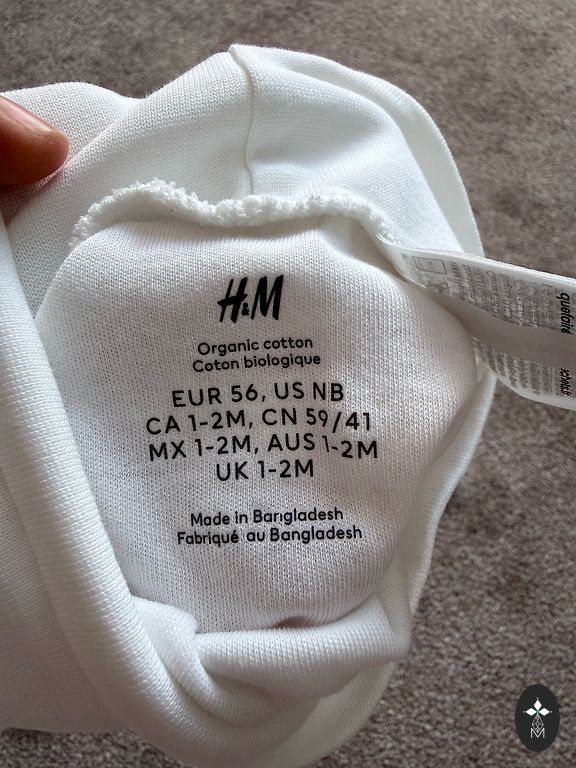 H&M
Organic cotton
Coton biologique
EUR 56, US NB
CA 1-2M, CN 59/41
MX 1-2M, AUS 1-2M
UK 1-2M
Made in Bangladesh
Fabriqué au Bangladesh